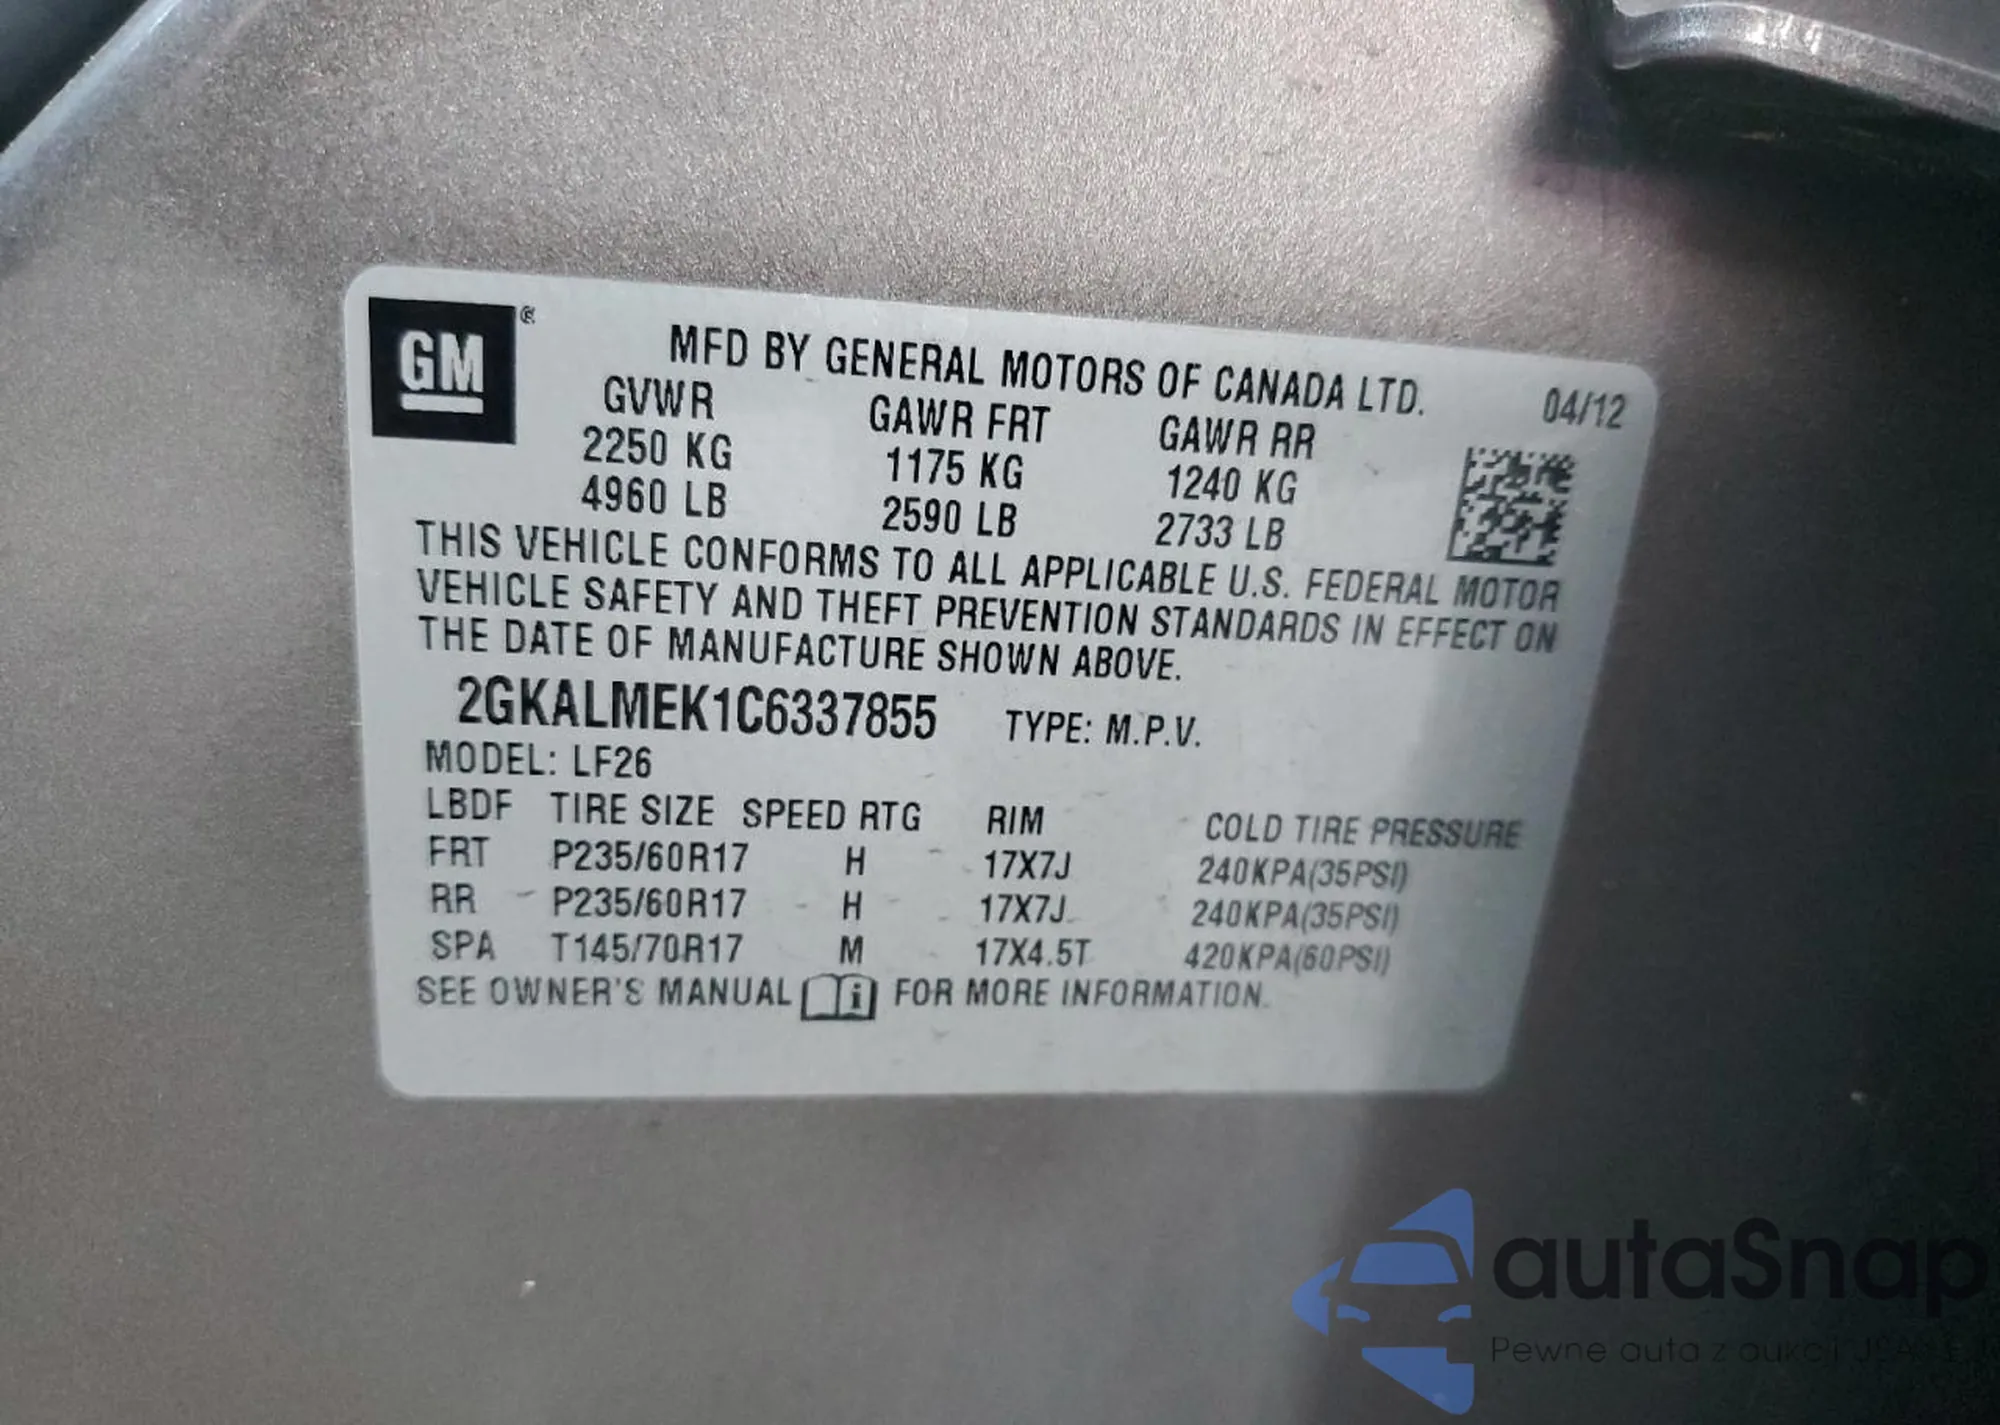 GM
MFD BY GENERAL MOTORS OF CANADA LTD.
04/12
GVWR GAWR FRT GAWR RR
2250 KG 1175 KG 1240 KG
4960 LB 2590 LB 2733 LB
THIS VEHICLE CONFORMS TO ALL APPLICABLE U.S. FEDERAL MOTOR
VEHICLE SAFETY AND THEFT PREVENTION STANDARDS IN EFFECT ON
THE DATE OF MANUFACTURE SHOWN ABOVE.
2GKALMEK1C6337855 TYPE: M.P.V.
MODEL: LF26
LBDF TIRE SIZE SPEED RTG RIM COLD TIRE PRESSURE
FRT P235/60R17 H 17X7J 240KPA(35PSI)
RR P235/60R17 H 17X7J 240KPA(35PSI)
SPA T145/70R17 M 17X4.5T 420KPA(60PSI)
SEE OWNER'S MANUAL i FOR MORE INFORMATION.
autaSnap
Pewne auta z aukcji